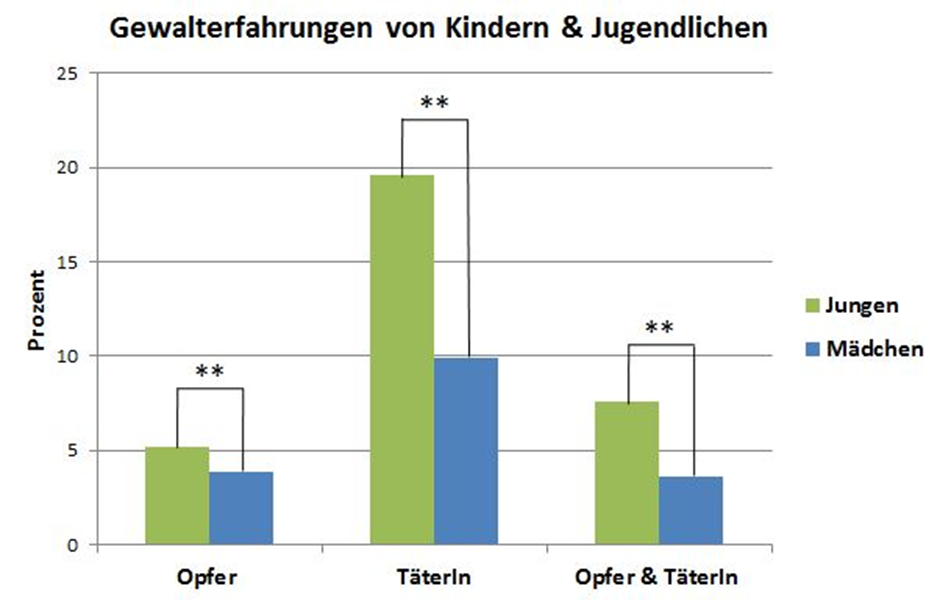 Gewalterfahrungen von Kindern & Jugendlichen
25
20
15
10
5
0
Prozent
**
**
**
Opfer
TäterIn
Opfer & TäterIn
Jungen
Mädchen